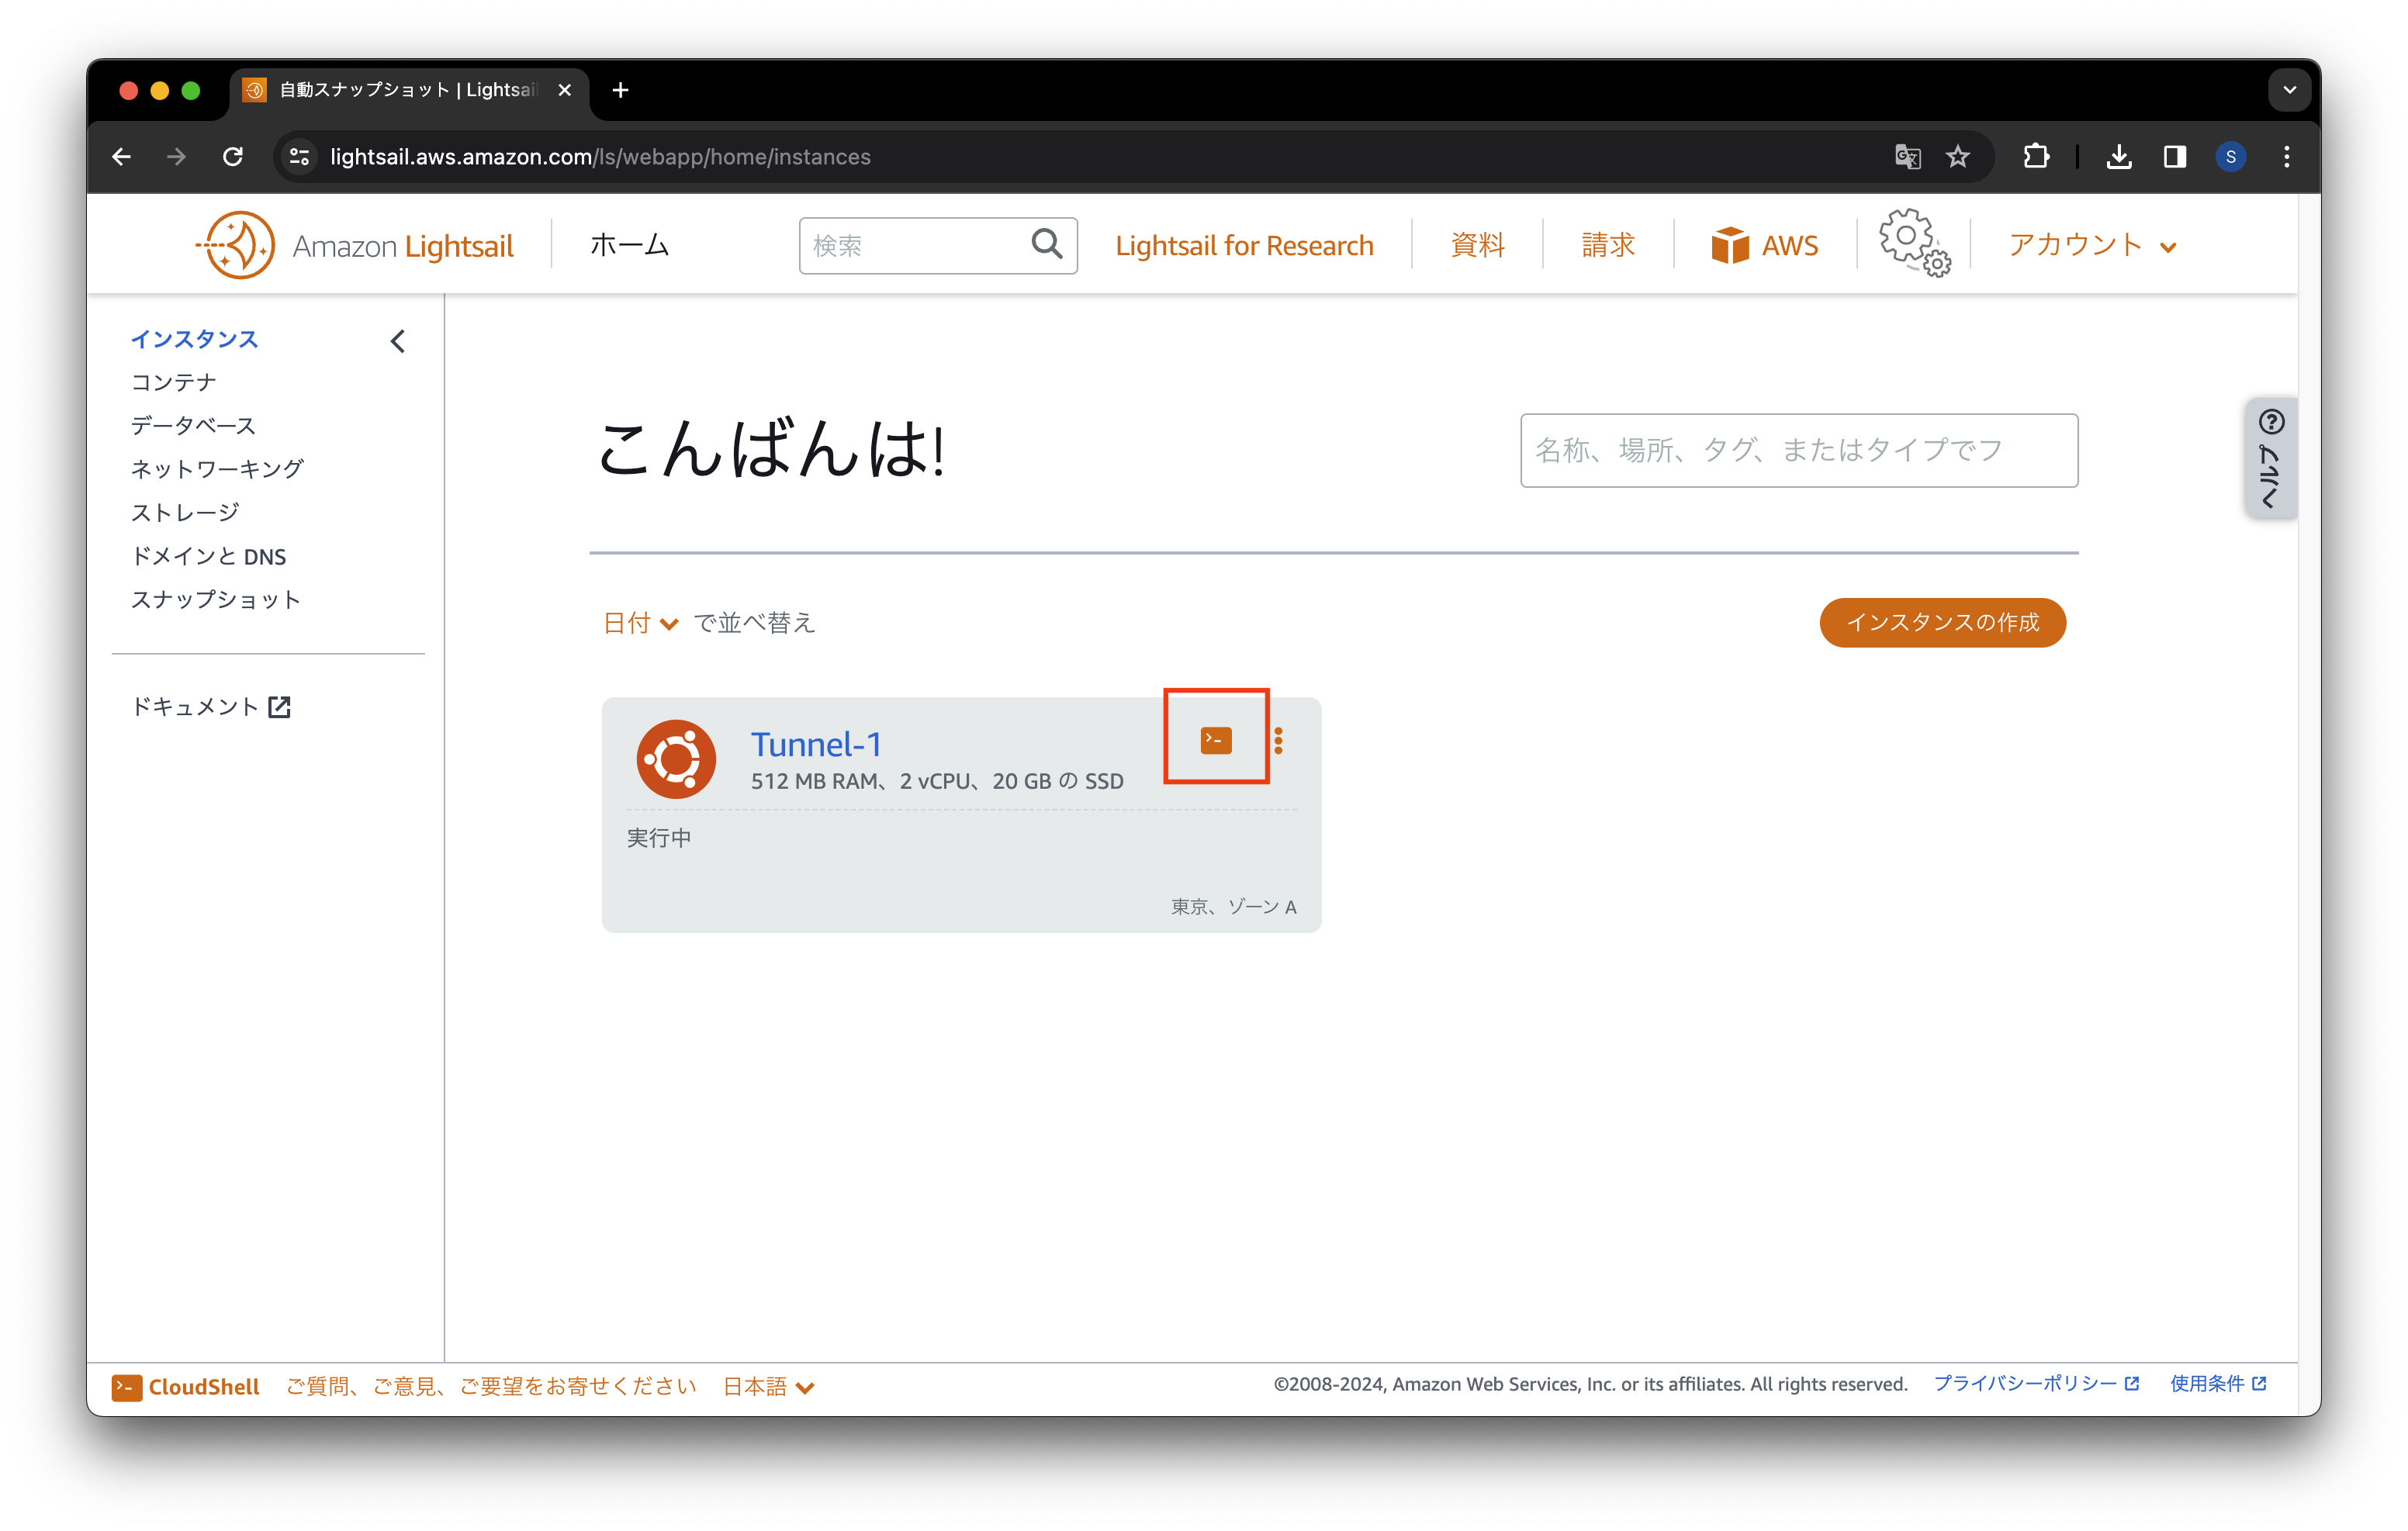 自動スナップショット | Lightsail
lightsail.aws.amazon.com/ls/webapp/home/instances
S
Amazon Lightsail
ホーム
検索
Lightsail for Research
資料
請求
AWS
アカウント
インスタンス
コンテナ
データベース
ネットワーキング
ストレージ
ドメインと DNS
スナップショット
ドキュメント
こんばんは!
名称、場所、タグ、またはタイプでフ
ヘルプ
日付 で並べ替え
インスタンスの作成
Tunnel-1
512 MB RAM、2 vCPU、20 GB の SSD
実行中
東京、ゾーン A
CloudShell ご質問、ご意見、ご要望をお寄せください 日本語
©2008-2024, Amazon Web Services, Inc. or its affiliates. All rights reserved. プライバシーポリシー 使用条件